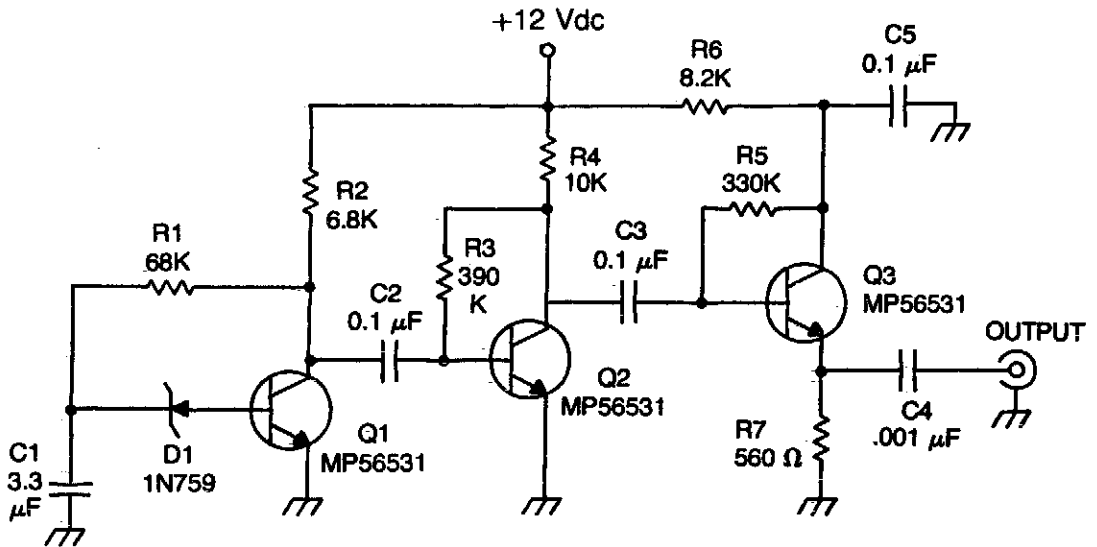 +12 Vdc
R6
8.2K
C5
0.1 μF
R4
10K
R5
330K
R2
6.8K
R1
68K
R3
390
K
C3
0.1 μF
C2
0.1 μF
Q3
MP56531
OUTPUT
Q2
MP56531
C4
.001 μF
C1
3.3
μF
D1
1N759
Q1
MP56531
R7
560 Ω